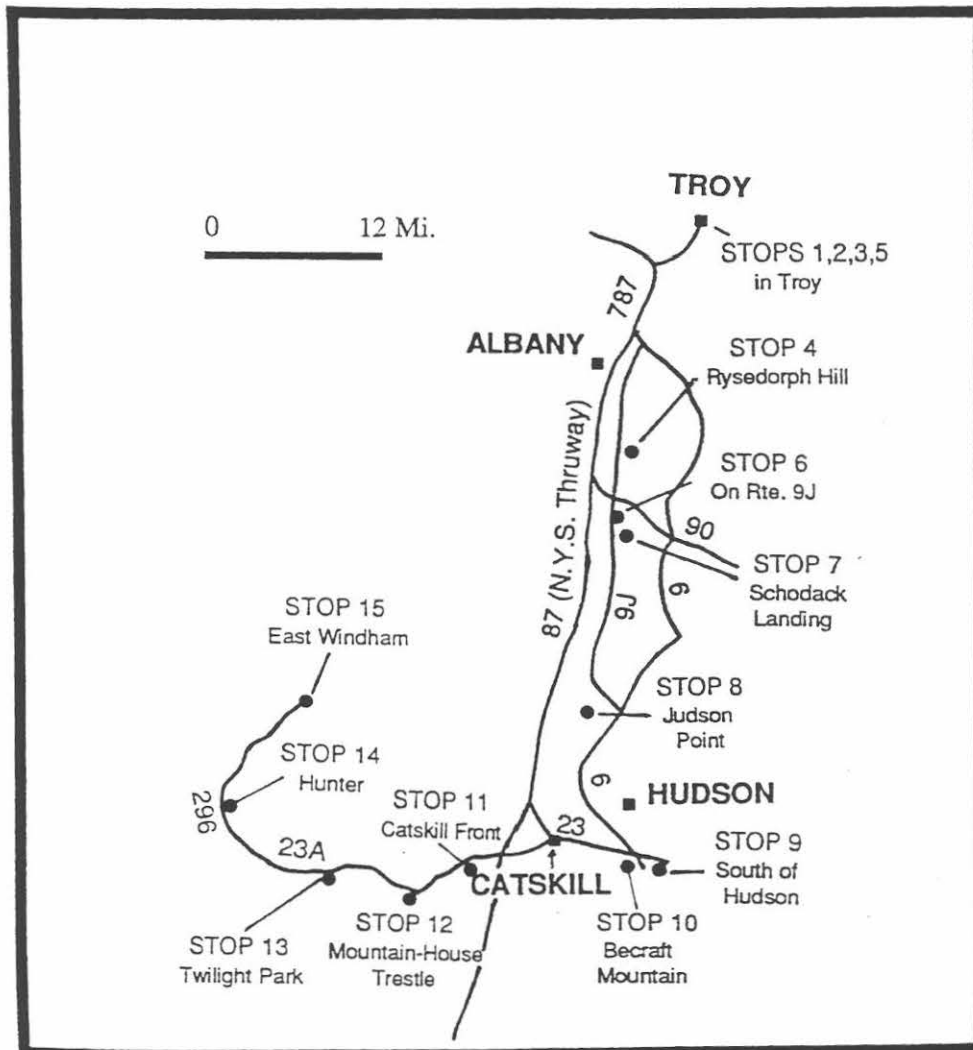 TROY
0 12 Mi.
STOPS 1,2,3,5
in Troy
787
ALBANY
STOP 4
Rysedorph Hill
87 (N.Y.S. Thruway)
STOP 6
On Rte. 9J
90
STOP 7
Schodack
Landing
9J
9
STOP 15
East Windham
STOP 8
Judson
Point
STOP 14
Hunter
296
STOP 11
Catskill Front
9
HUDSON
23
STOP 9
South of
Hudson
23A
CATSKILL
STOP 13
Twilight Park
STOP 12
Mountain-House
Trestle
STOP 10
Becraft
Mountain